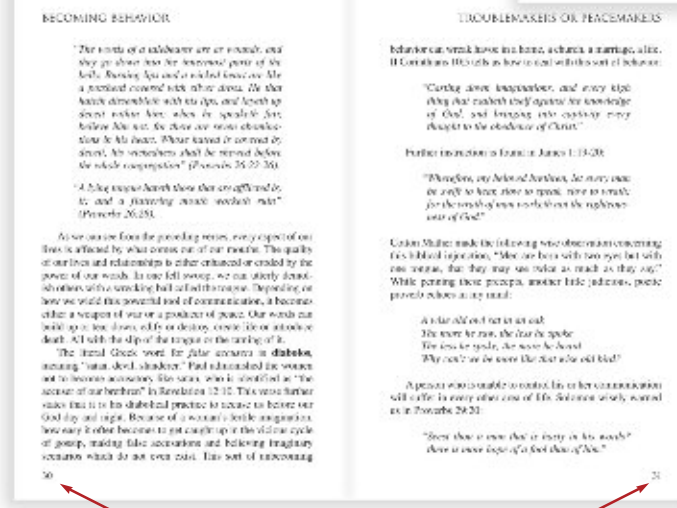 BECOMING BEHAVIOR
"The words of a talebearer are as wounds, and
they go down into the innermost parts of the
belly. Burning lips and a wicked heart are like
a potsherd covered with silver dross. He that
hateth dissembleth with his lips, and layeth up
deceit within him; when he speaketh fair,
believe him not: for there are seven abomina-
tions in his heart. Whose hatred is covered by
deceit, his wickedness shall be shewed before
the whole congregation" (Proverbs 26:22-26).
"A lying tongue hateth those that are afflicted by
it; and a flattering mouth worketh ruin"
(Proverbs 26:28).
As we can see from the preceding verses, every aspect of our
lives is affected by what comes out of our mouths. The quality
of our lives and relationships is either enhanced or eroded by the
power of our words. In one fell swoop, we can utterly demol-
ish others with a wrecking ball called the tongue. Depending on
how we wield this powerful tool of communication, it becomes
either a weapon of war or a producer of peace. Our words can
build up or tear down, edify or destroy, create life or introduce
death. All with the slip of the tongue or the taming of it.
The literal Greek word for false accusers is diabolos,
meaning "satan, devil, slanderer." Paul admonished the women
not to become accusatory like satan, who is identified as "the
accuser of our brethren" in Revelation 12:10. This verse further
states that it is his diabolical practice to accuse us before our
God day and night. Because of a woman's fertile imagination,
how easy it often becomes to get caught up in the vicious cycle
of gossip, making false accusations and believing imaginary
scenarios which do not even exist. This sort of unbecoming
30
TROUBLEMAKERS OR PEACEMAKERS
behavior can wreak havoc in a home, a church, a marriage, a life.
II Corinthians 10:5 tells us how to deal with this sort of behavior:
"Casting down imaginations, and every high
thing that exalteth itself against the knowledge
of God, and bringing into captivity every
thought to the obedience of Christ."
Further instruction is found in James 1:19-20:
"Wherefore, my beloved brethren, let every man
be swift to hear, slow to speak, slow to wrath:
for the wrath of man worketh not the righteous-
ness of God."
Cotton Mather made the following wise observation concerning
this biblical injunction, "Men are born with two eyes but with
one tongue, that they may see twice as much as they say."
While penning these precepts, another little judicious, poetic
proverb echoes in my mind:
A wise old owl sat in an oak
The more he saw, the less he spoke
The less he spoke, the more he heard
Why can't we be more like that wise old bird?
A person who is unable to control his or her communication
will suffer in every other area of life. Solomon wisely warned
us in Proverbs 29:20:
"Seest thou a man that is hasty in his words?
there is more hope of a fool than of him."
31